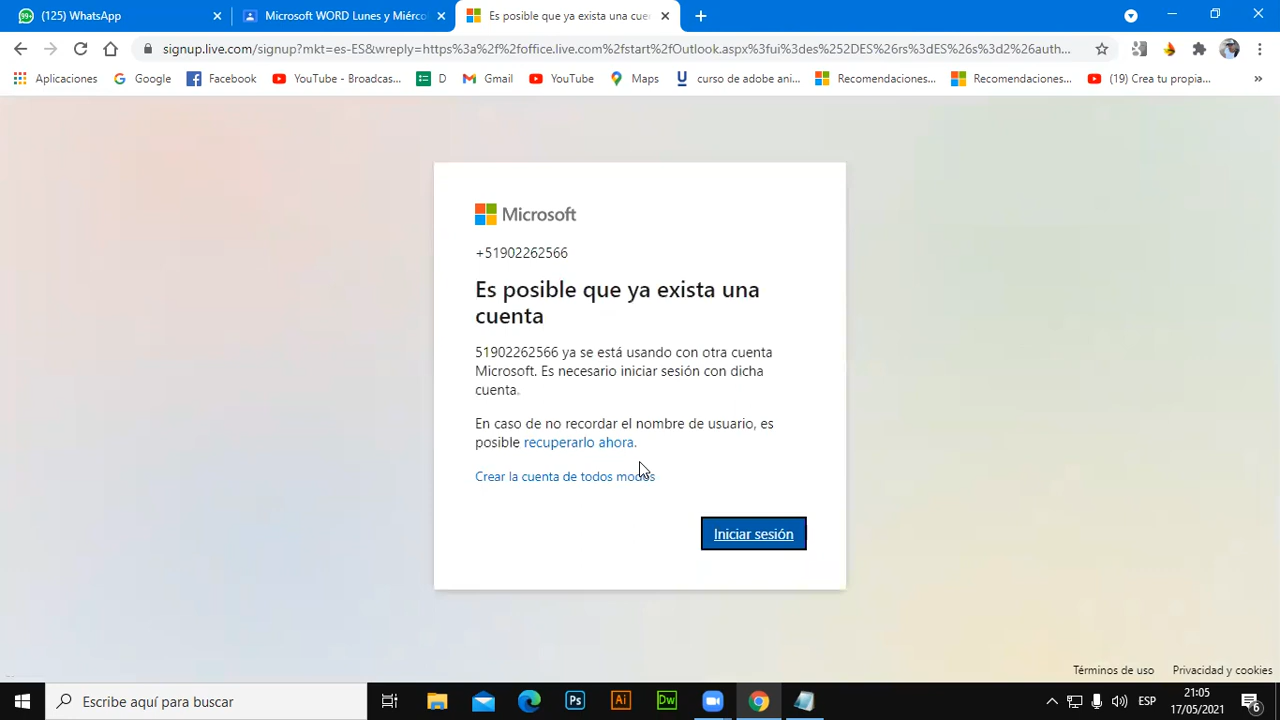 (125) WhatsApp
Microsoft WORD Lunes y Miérco
Es posible que ya exista una cuer
signup.live.com/signup?mkt=es-ES&wreply=https%3a%2f%2foffice.live.com%2fstart%2fOutlook.aspx%3fui%3des%252DES%26rs%3dES%26s%3d2%26auth...
Aplicaciones
Google
Facebook
YouTube - Broadcas...
D
Gmail
YouTube
Maps
curso de adobe ani...
Recomendaciones...
Recomendaciones...
(19) Crea tu propia...
»
Microsoft
+51902262566
Es posible que ya exista una
cuenta
51902262566 ya se está usando con otra cuenta
Microsoft. Es necesario iniciar sesión con dicha
cuenta.
En caso de no recordar el nombre de usuario, es
posible recuperarlo ahora.
Crear la cuenta de todos modos
Iniciar sesión
Términos de uso
Privacidad y cookies
Escribe aquí para buscar
Ps
Ai
Dw
ESP
21:05
17/05/2021
6